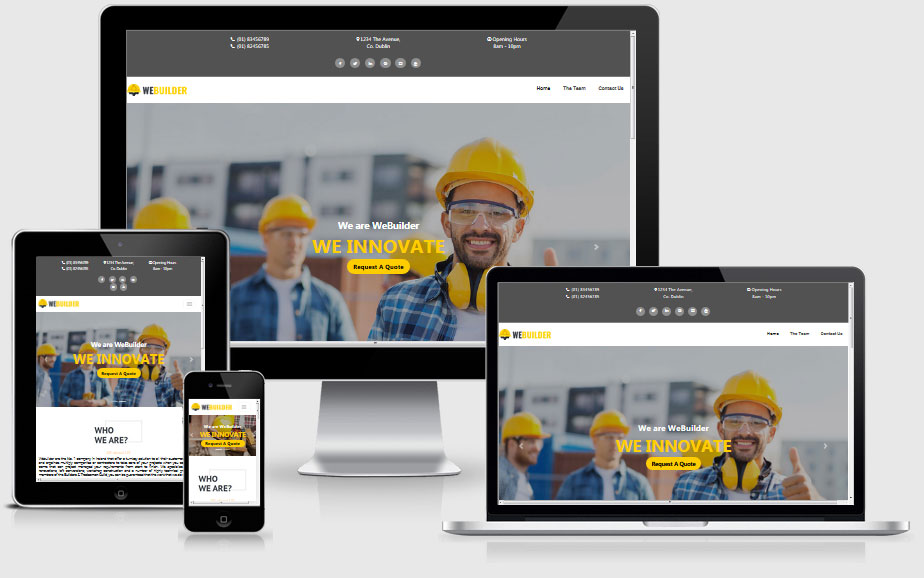 (01) 83456789
(01) 82456785
1234 The Avenue,
Co. Dublin
Opening Hours
8am - 10pm
WEBUILDER
Home
The Team
Contact Us
We are WeBuilder
WE INNOVATE
Request A Quote
(01) 83456789
(01) 82456785
1234 The Avenue,
Co. Dublin
Opening Hours
8am - 10pm
WEBUILDER
We are WeBuilder
WE INNOVATE
Request A Quote
WHO
WE ARE?
WEBUILDER
We are WeBuilder
WE INNOVATE
Request A Quote
WHO
WE ARE?
(01) 83456789
(01) 82456785
1234 The Avenue,
Co. Dublin
Opening Hours
8am - 10pm
WEBUILDER
Home
The Team
Contact Us
We are WeBuilder
WE INNOVATE
Request A Quote